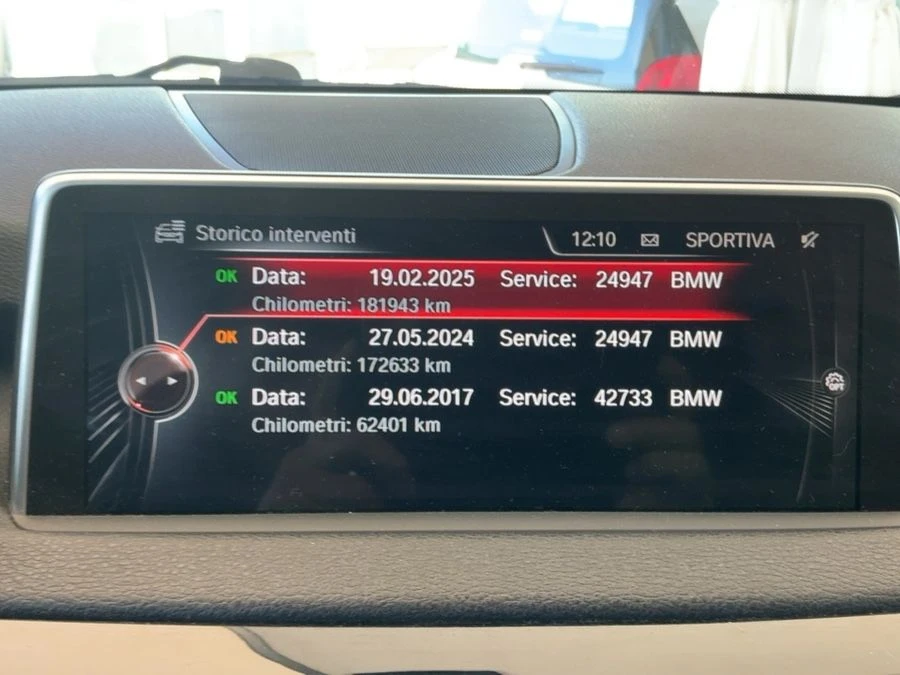 Storico interventi 12:10 SPORTIVA
OK Data: 19.02.2025 Service: 24947 BMW
Chilometri: 181943 km
OK Data: 27.05.2024 Service: 24947 BMW
Chilometri: 172633 km
OK Data: 29.06.2017 Service: 42733 BMW
Chilometri: 62401 km
OFF